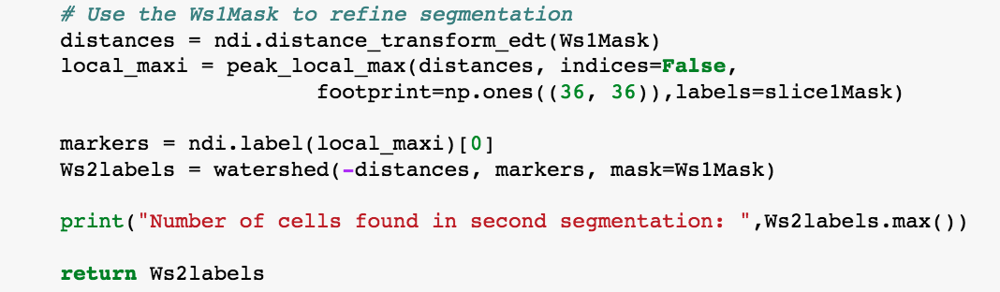 # Use the Ws1Mask to refine segmentation
distances = ndi.distance_transform_edt(Ws1Mask)
local_maxi = peak_local_max(distances, indices=False,
footprint=np.ones((36, 36)),labels=slice1Mask)
markers = ndi.label(local_maxi)[0]
Ws2labels = watershed(-distances, markers, mask=Ws1Mask)
print("Number of cells found in second segmentation: ",Ws2labels.max())
return Ws2labels